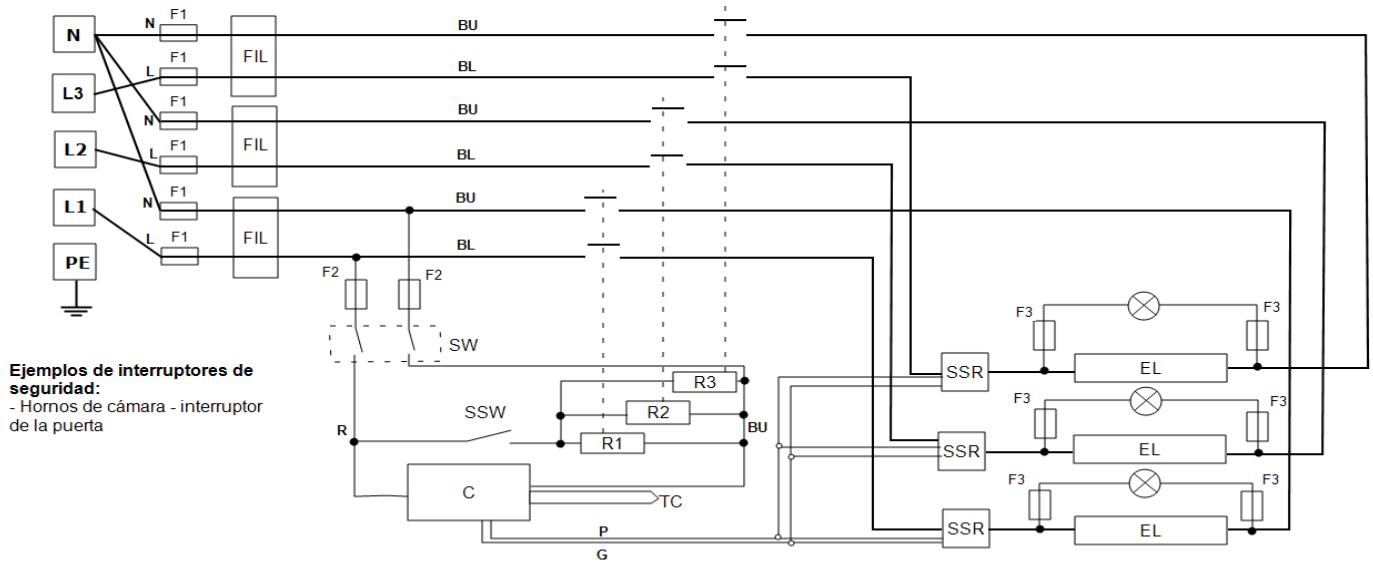 F1
N
N
FIL
BU
F1
L
L3
BL
F1
N
FIL
BU
F1
L
L2
BL
F1
N
FIL
BU
L1
F1
L
BL
PE
F2
F2
SW
Ejemplos de interruptores de
seguridad:
- Hornos de cámara - interruptor
de la puerta
F3
F3
SSR
EL
R3
F3
F3
R2
SSW
BU
R
R1
SSR
EL
F3
F3
C
TC
P
G
SSR
EL